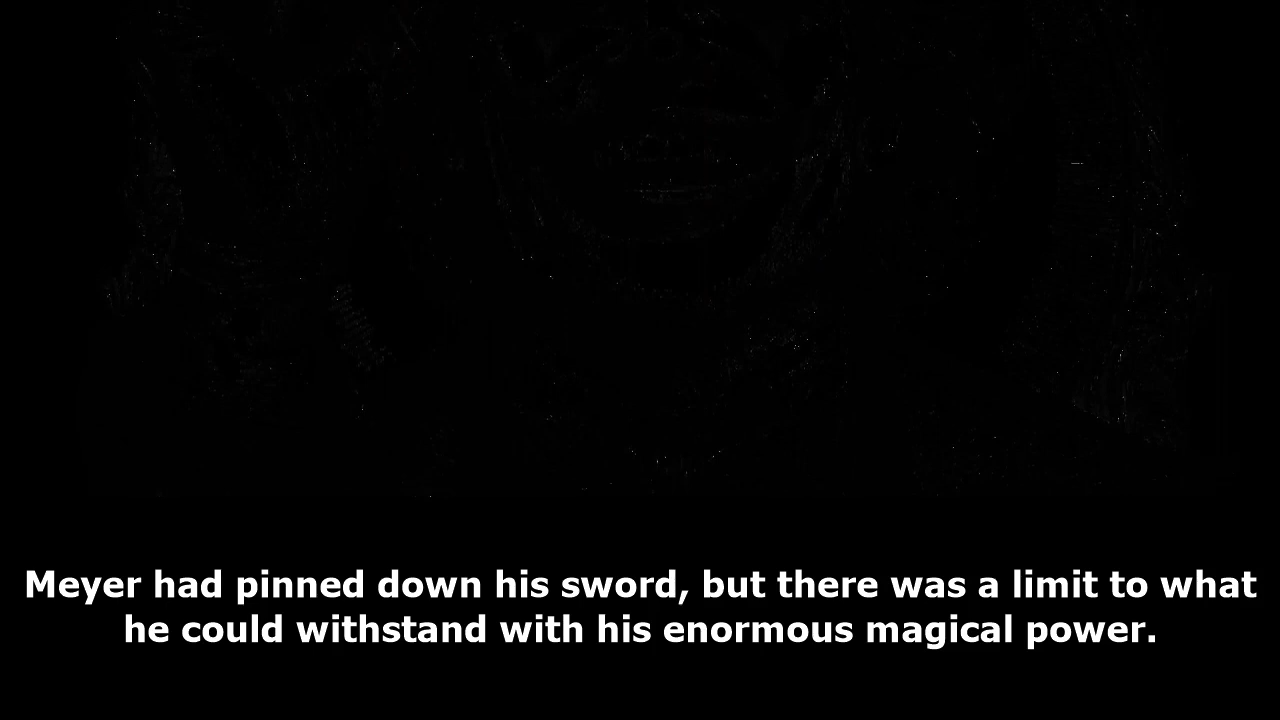 Meyer had pinned down his sword, but there was a limit to what
he could withstand with his enormous magical power.